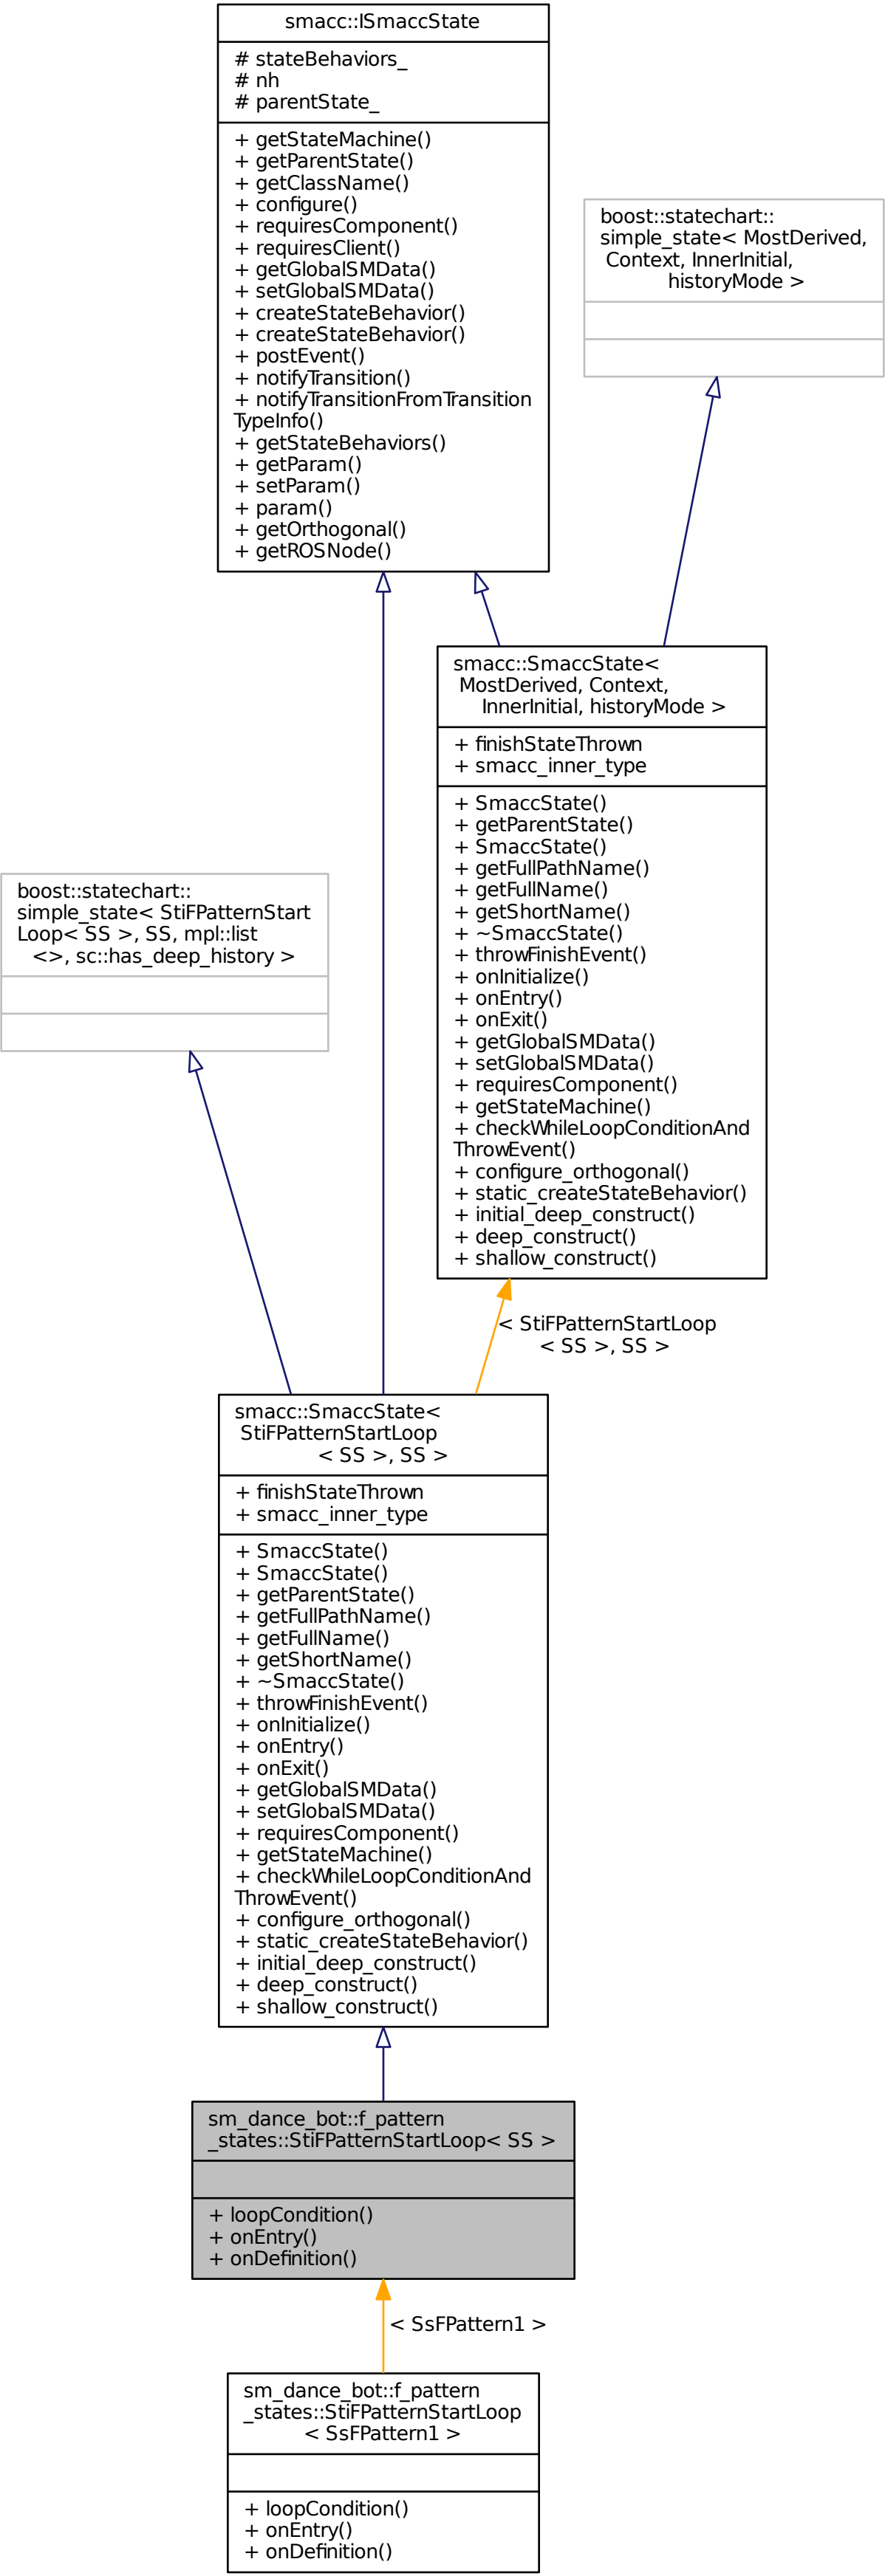 smacc::ISmaccState
# stateBehaviors_
# nh
# parentState_
+ getStateMachine()
+ getParentState()
+ getClassName()
+ configure()
+ requiresComponent()
+ requiresClient()
+ getGlobalSMData()
+ setGlobalSMData()
+ createStateBehavior()
+ createStateBehavior()
+ postEvent()
+ notifyTransition()
+ notifyTransitionFromTransition
TypeInfo()
+ getStateBehaviors()
+ getParam()
+ setParam()
+ param()
+ getOrthogonal()
+ getROSNode()
boost::statechart::
simple_state< MostDerived,
Context, InnerInitial,
historyMode >
smacc::SmaccState<
MostDerived, Context,
InnerInitial, historyMode >
+ finishStateThrown
+ smacc_inner_type
+ SmaccState()
+ getParentState()
+ SmaccState()
+ getFullPathName()
+ getFullName()
+ getShortName()
+ ~SmaccState()
+ throwFinishEvent()
+ onInitialize()
+ onEntry()
+ onExit()
+ getGlobalSMData()
+ setGlobalSMData()
+ requiresComponent()
+ getStateMachine()
+ checkWhileLoopConditionAnd
ThrowEvent()
+ configure_orthogonal()
+ static_createStateBehavior()
+ initial_deep_construct()
+ deep_construct()
+ shallow_construct()
boost::statechart::
simple_state< StiFPatternStart
Loop< SS >, SS, mpl::list
<>, sc::has_deep_history >
< StiFPatternStartLoop
< SS >, SS >
smacc::SmaccState<
StiFPatternStartLoop
< SS >, SS >
+ finishStateThrown
+ smacc_inner_type
+ SmaccState()
+ SmaccState()
+ getParentState()
+ getFullPathName()
+ getFullName()
+ getShortName()
+ ~SmaccState()
+ throwFinishEvent()
+ onInitialize()
+ onEntry()
+ onExit()
+ getGlobalSMData()
+ setGlobalSMData()
+ requiresComponent()
+ getStateMachine()
+ checkWhileLoopConditionAnd
ThrowEvent()
+ configure_orthogonal()
+ static_createStateBehavior()
+ initial_deep_construct()
+ deep_construct()
+ shallow_construct()
sm_dance_bot::f_pattern
_states::StiFPatternStartLoop< SS >
+ loopCondition()
+ onEntry()
+ onDefinition()
< SsFPattern1 >
sm_dance_bot::f_pattern
_states::StiFPatternStartLoop
< SsFPattern1 >
+ loopCondition()
+ onEntry()
+ onDefinition()